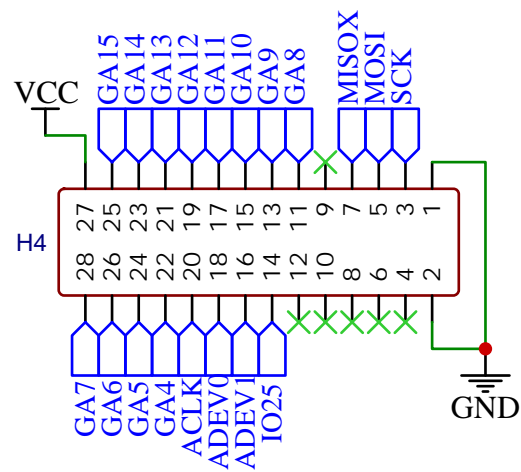 GA15
GA14
GA13
GA12
GA11
GA10
GA9
GA8
MISOX
MOSI
SCK
VCC
27 25 23 21 19 17 15 13 11 9 7 5 3 1
H4
28 26 24 22 20 18 16 14 12 10 8 6 4 2
GA7
GA6
GA5
GA4
ACLK
ADEV0
ADEV1
IO25
GND